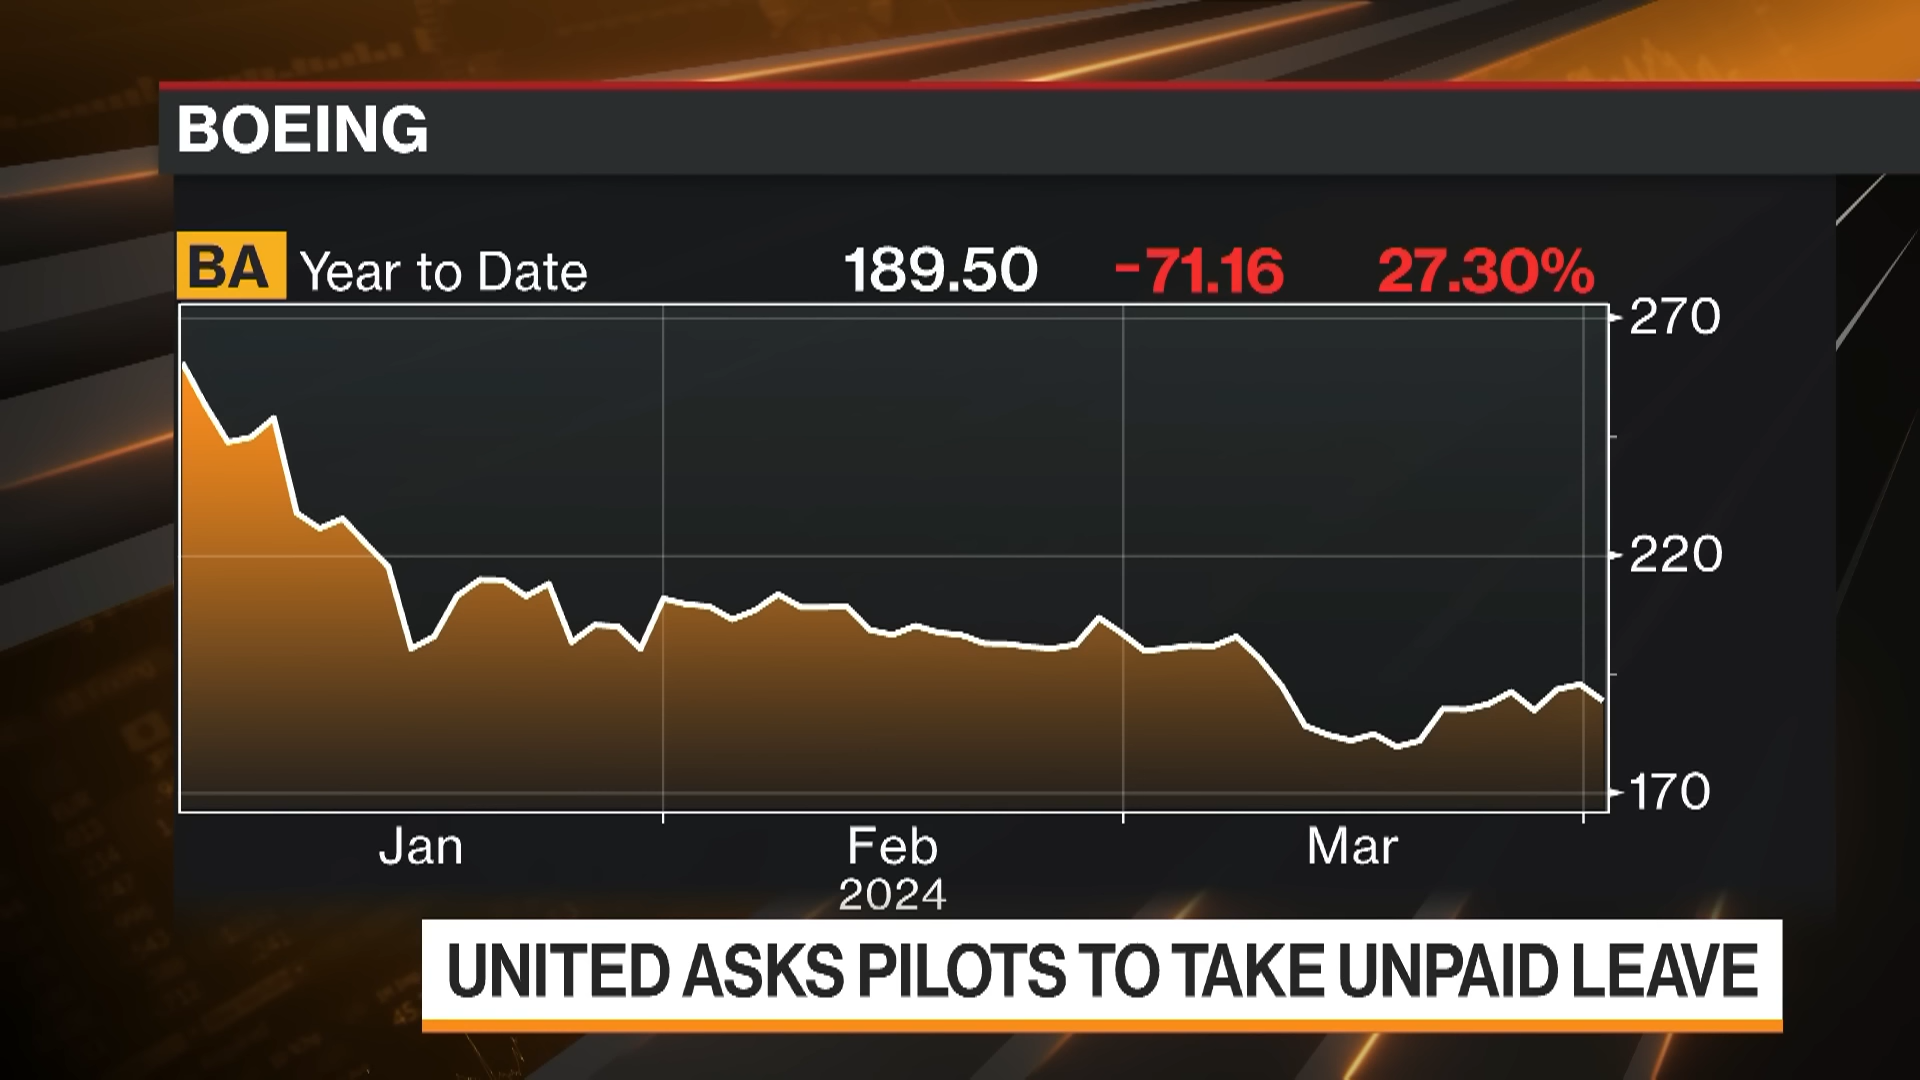 BOEING
BA Year to Date 189.50 -71.16 27.30%
270
220
170
Jan Feb Mar
2024
UNITED ASKS PILOTS TO TAKE UNPAID LEAVE